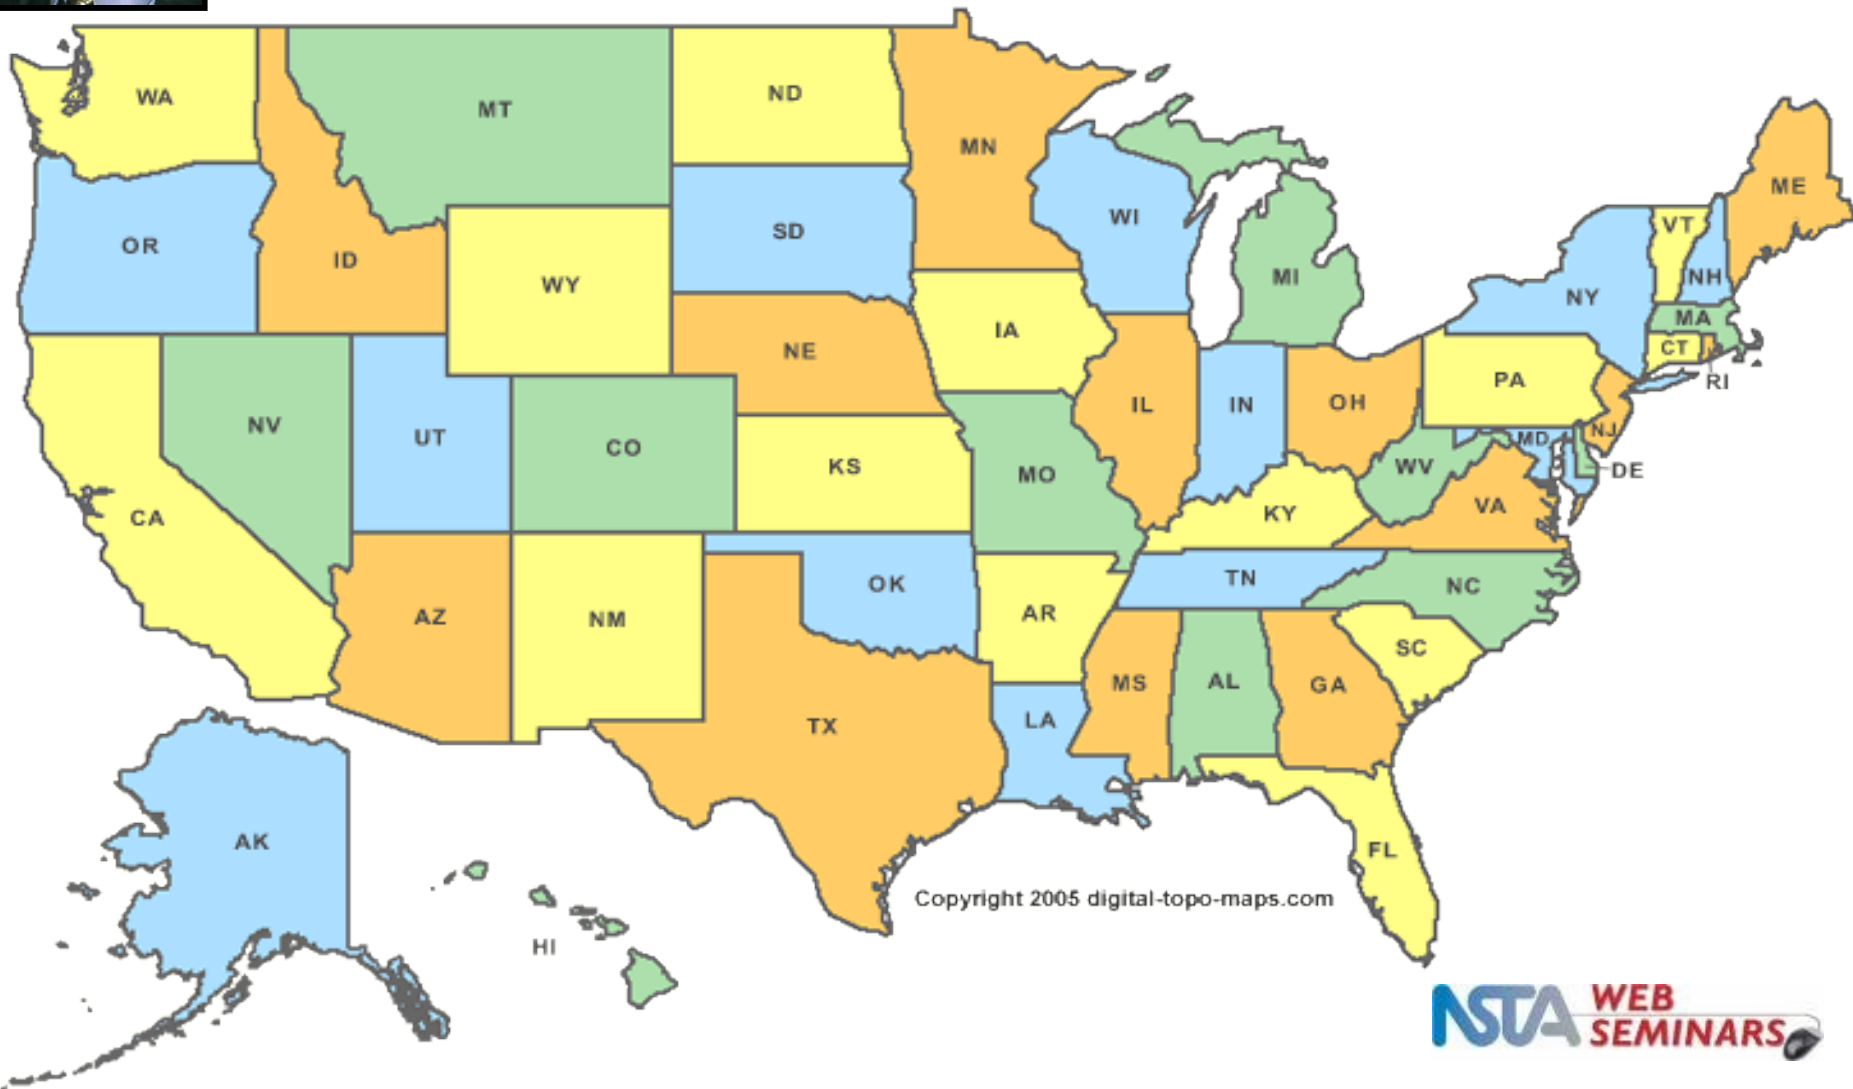 WA
MT
ND
MN
ME
OR
ID
WY
SD
WI
MI
VT
NH
NY
MA
CT
RI
IA
NE
PA
NV
UT
CO
KS
MO
IL
IN
OH
NJ
MD
DE
WV
VA
KY
CA
AZ
NM
OK
AR
TN
NC
SC
MS
AL
GA
TX
LA
FL
AK
HI
Copyright 2005 digital-topo-maps.com
NSTA WEB
SEMINARS